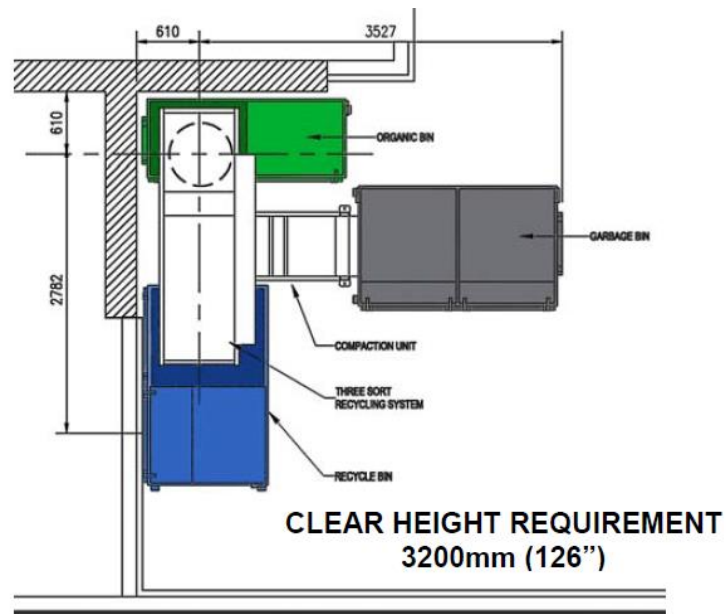 610
3527
610
ORGANIC BIN
GARBAGE BIN
2782
COMPACTION UNIT
THREE SORT
RECYCLING SYSTEM
RECYCLE BIN
CLEAR HEIGHT REQUIREMENT
3200mm (126”)